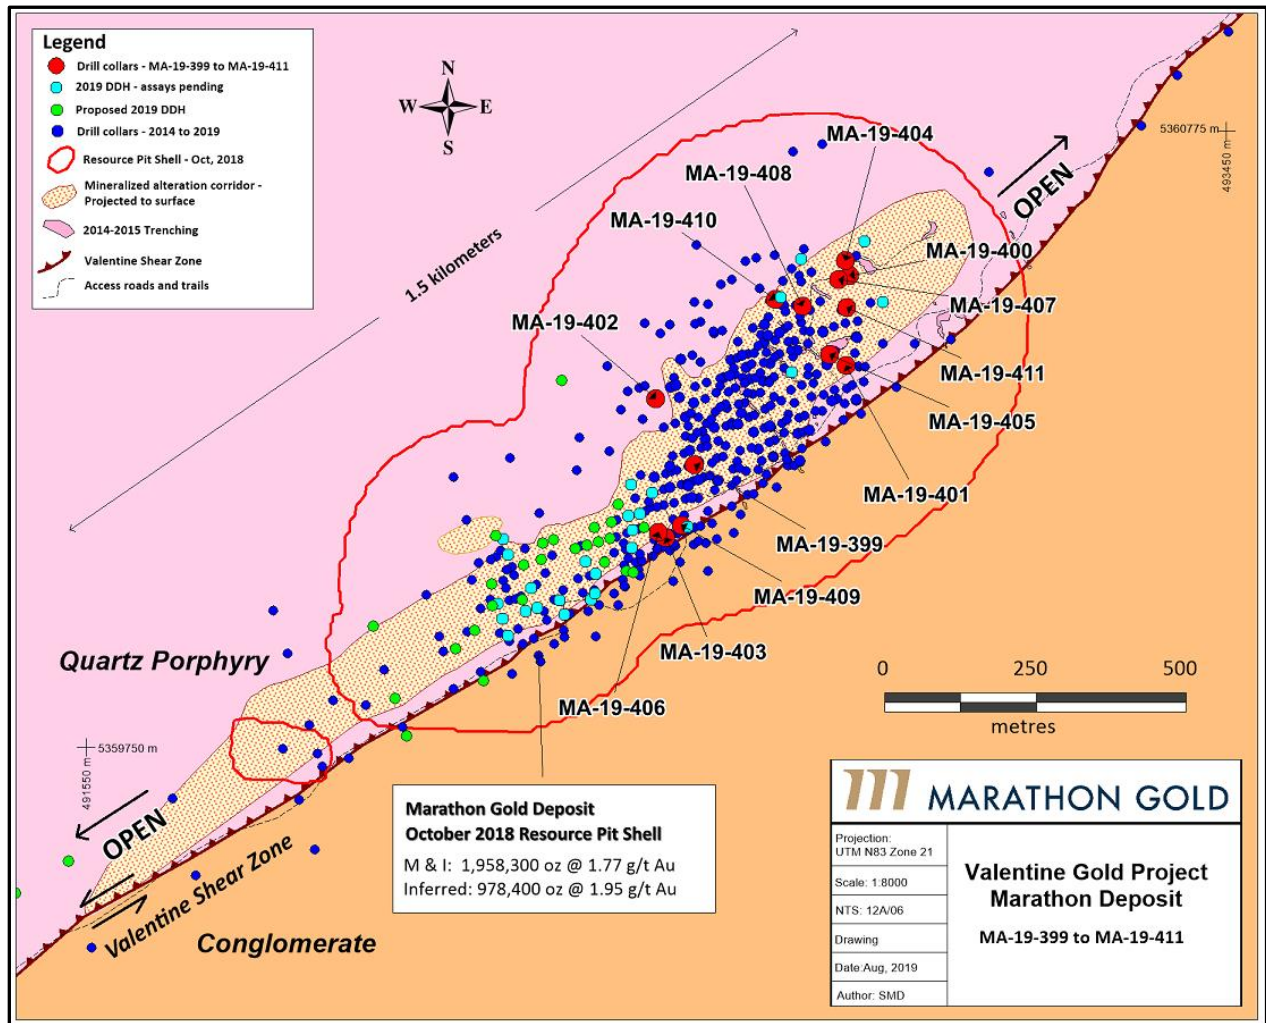 Legend
Drill collars - MA-19-399 to MA-19-411
2019 DDH - assays pending
Proposed 2019 DDH
Drill collars - 2014 to 2019
Resource Pit Shell - Oct, 2018
Mineralized alteration corridor -
Projected to surface
2014-2015 Trenching
Valentine Shear Zone
Access roads and trails
N
W E
S
5360775 m
493450 m
OPEN
1.5 kilometers
MA-19-404
MA-19-408
MA-19-410
MA-19-400
MA-19-407
MA-19-402
MA-19-411
MA-19-405
MA-19-401
MA-19-399
MA-19-409
MA-19-403
MA-19-406
Quartz Porphyry
0 250 500
metres
5359750 m
491550 m
OPEN
Valentine Shear Zone
Conglomerate
Marathon Gold Deposit
October 2018 Resource Pit Shell
M & I: 1,958,300 oz @ 1.77 g/t Au
Inferred: 978,400 oz @ 1.95 g/t Au
m MARATHON GOLD
Projection:
UTM N83 Zone 21
Scale: 1:8000
NTS: 12A/06
Drawing
Date:Aug, 2019
Author: SMD
Valentine Gold Project
Marathon Deposit
MA-19-399 to MA-19-411